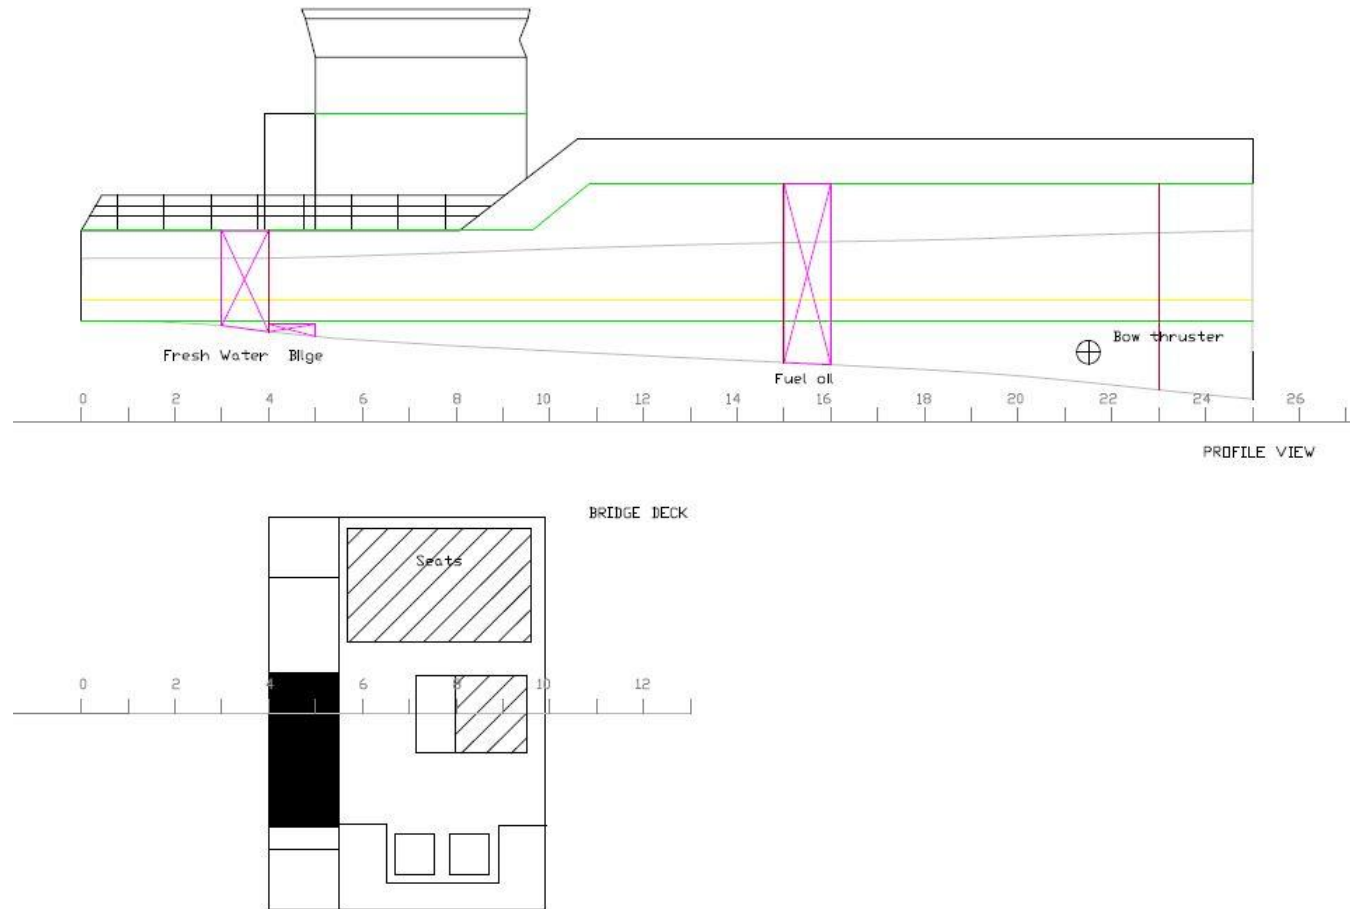 Fresh Water Bilge
Bow thruster
Fuel oil
0 2 4 6 8 10 12 14 16 18 20 22 24 26
PROFILE VIEW
BRIDGE DECK
Seats
0 2 4 6 8 10 12